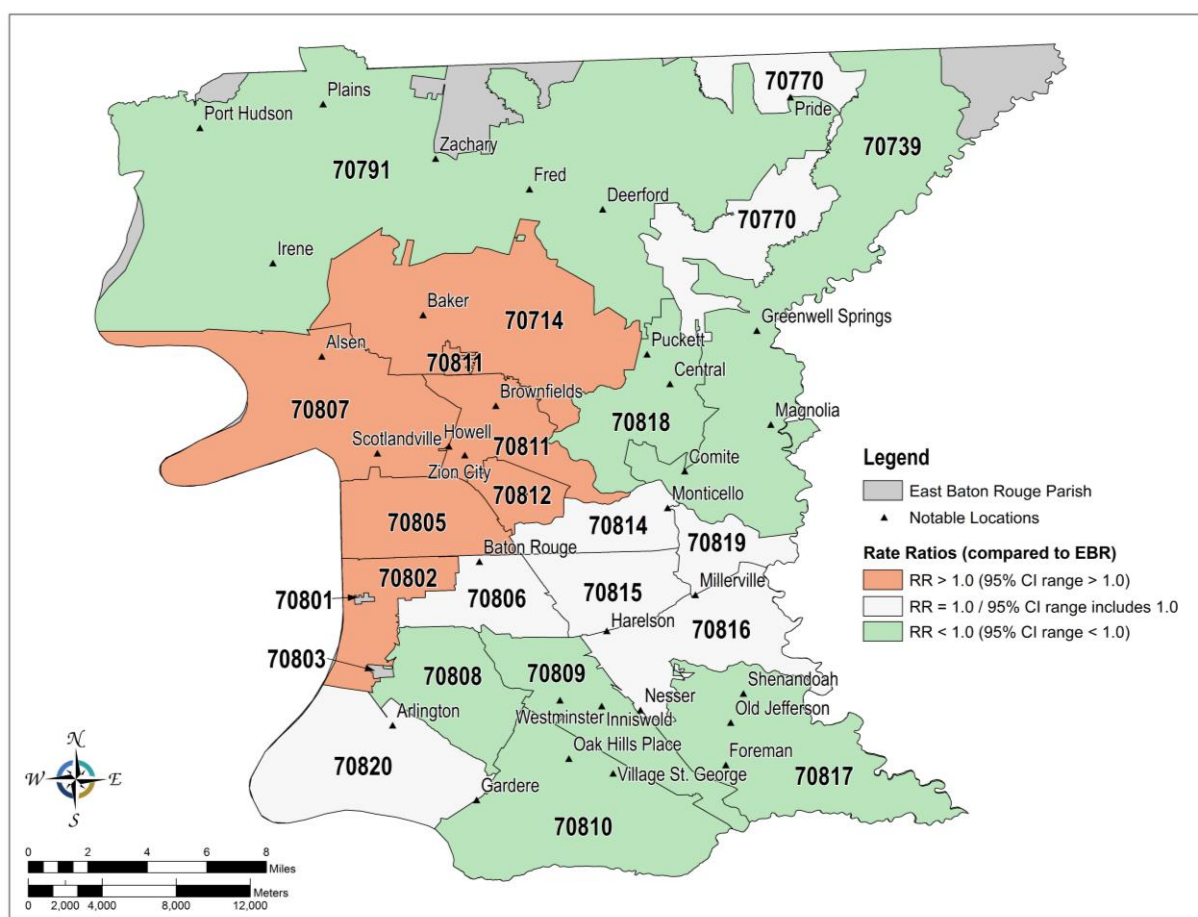 70770
Plains
Port Hudson
Pride
Zachary
70739
70791
Fred
Deerford
70770
Irene
Baker
70714
Greenwell Springs
Alsen
Puckett
70811
Central
Brownfields
70807
70818
Magnolia
Scotlandville
Howell
70811
Zion City
Comite
70812
Monticello
70805
70814
70819
Baton Rouge
70802
Millerville
70801
70806
70815
Harelson
70816
70803
70808
70809
Shenandoah
Nesser
Westminster
Inniswold
Old Jefferson
Arlington
Oak Hills Place
Foreman
70820
Village St. George
70817
Gardere
70810
Legend
East Baton Rouge Parish
Notable Locations
Rate Ratios (compared to EBR)
RR > 1.0 (95% CI range > 1.0)
RR = 1.0 / 95% CI range includes 1.0
RR < 1.0 (95% CI range < 1.0)
N
W E
S
0 2 4 6 8
Miles
Meters
0 2,000 4,000 8,000 12,000